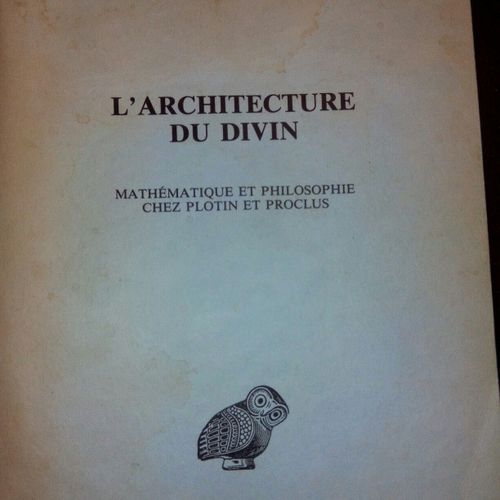 L'ARCHITECTURE
DU DIVIN
MATHÉMATIQUE ET PHILOSOPHIE
CHEZ PLOTIN ET PROCLUS